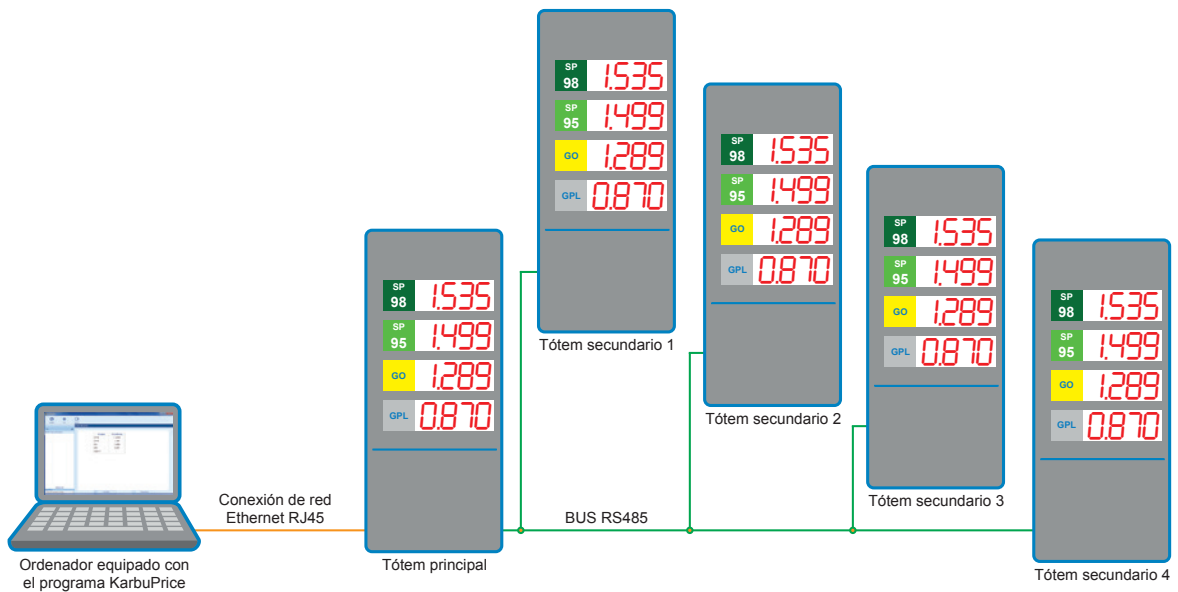 SP
98 1.535
SP
95 1.499
GO 1.289
GPL 0.870
Tótem secundario 1
SP
98 1.535
SP
95 1.499
GO 1.289
GPL 0.870
Tótem secundario 2
SP
98 1.535
SP
95 1.499
GO 1.289
GPL 0.870
Tótem secundario 3
SP
98 1.535
SP
95 1.499
GO 1.289
GPL 0.870
Tótem secundario 4
SP
98 1.535
SP
95 1.499
GO 1.289
GPL 0.870
Tótem principal
Conexión de red
Ethernet RJ45
BUS RS485
Ordenador equipado con
el programa KarbuPrice